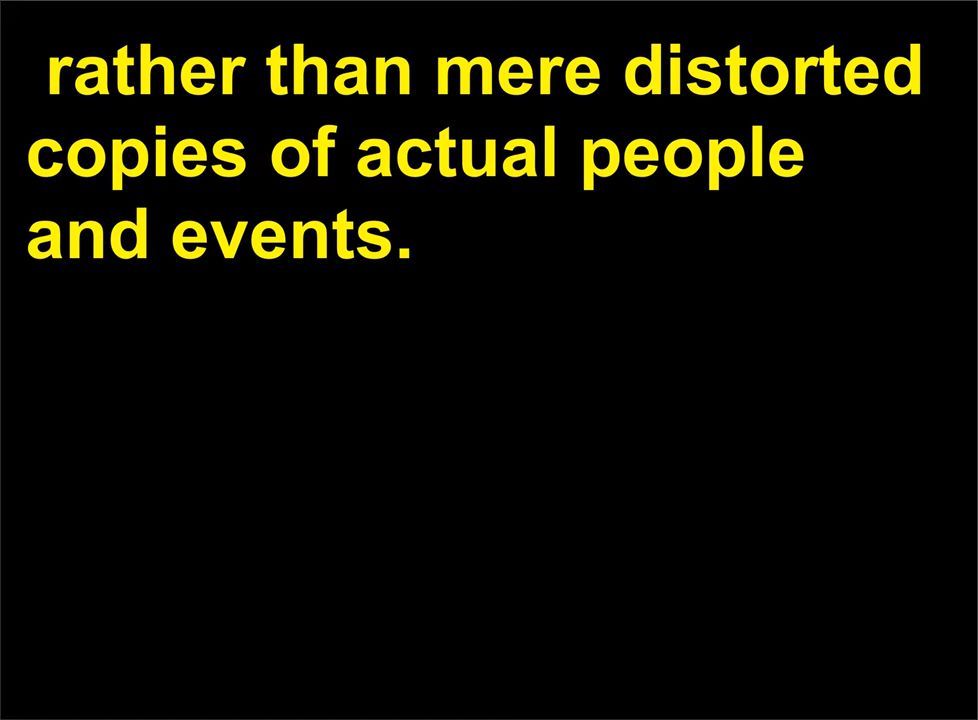 rather than mere distorted
copies of actual people
and events.